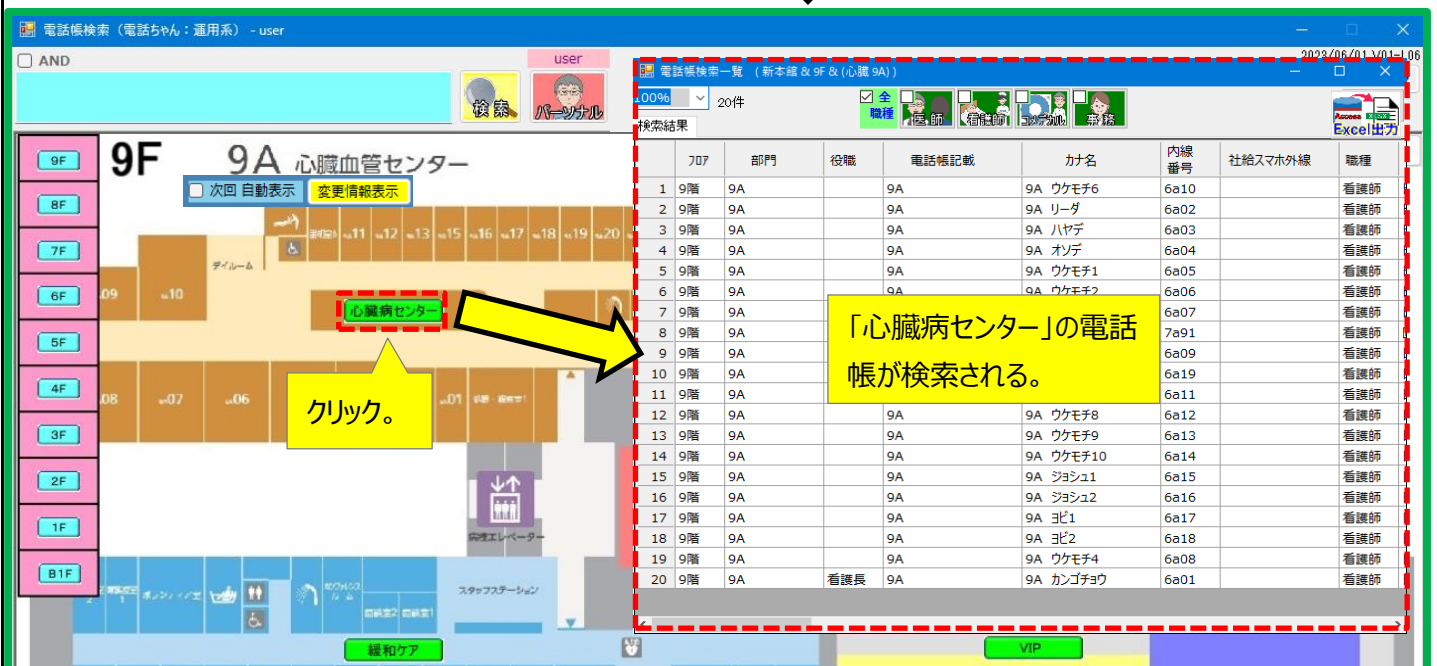 電話帳検索（電話ちゃん：運用系） - user
AND
user
検索
パーソナル
2023/06/01 V01-L06
9F
8F
7F
6F
5F
4F
3F
2F
1F
B1F
9F 9A 心臓血管センター
次回 自動表示 変更情報表示
11 12 13 15 16 17 18 19 20
デイルーム
09 10
心臓病センター
クリック。
08 07 06 01
病棟エレベーター
スタッフステーション
面談室2 面談室1
緩和ケア
VIP
電話帳検索一覧 （新本館 & 9F & (心臓 9A)）
100% 20件 全職種 医師 看護師 コメディカル 事務
Excel出力
検索結果
フロア 部門 役職 電話帳記載 カナ名 内線番号 社給スマホ外線 職種
1 9階 9A 9A 9A ウケモチ6 6a10 看護師
2 9階 9A 9A 9A リーダ 6a02 看護師
3 9階 9A 9A 9A ハヤデ 6a03 看護師
4 9階 9A 9A 9A オソデ 6a04 看護師
5 9階 9A 9A 9A ウケモチ1 6a05 看護師
6 9階 9A 9A 9A ウケモチ2 6a06 看護師
7 9階 9A 6a07 看護師
8 9階 9A 7a91 看護師
9 9階 9A 6a09 看護師
10 9階 9A 6a19 看護師
11 9階 9A 6a11 看護師
12 9階 9A 9A 9A ウケモチ8 6a12 看護師
13 9階 9A 9A 9A ウケモチ9 6a13 看護師
14 9階 9A 9A 9A ウケモチ10 6a14 看護師
15 9階 9A 9A 9A ジョシュ1 6a15 看護師
16 9階 9A 9A 9A ジョシュ2 6a16 看護師
17 9階 9A 9A 9A ヨビ1 6a17 看護師
18 9階 9A 9A 9A ヨビ2 6a18 看護師
19 9階 9A 9A 9A ウケモチ4 6a08 看護師
20 9階 9A 看護長 9A 9A カンゴチョウ 6a01 看護師
「心臓病センター」の電話
帳が検索される。